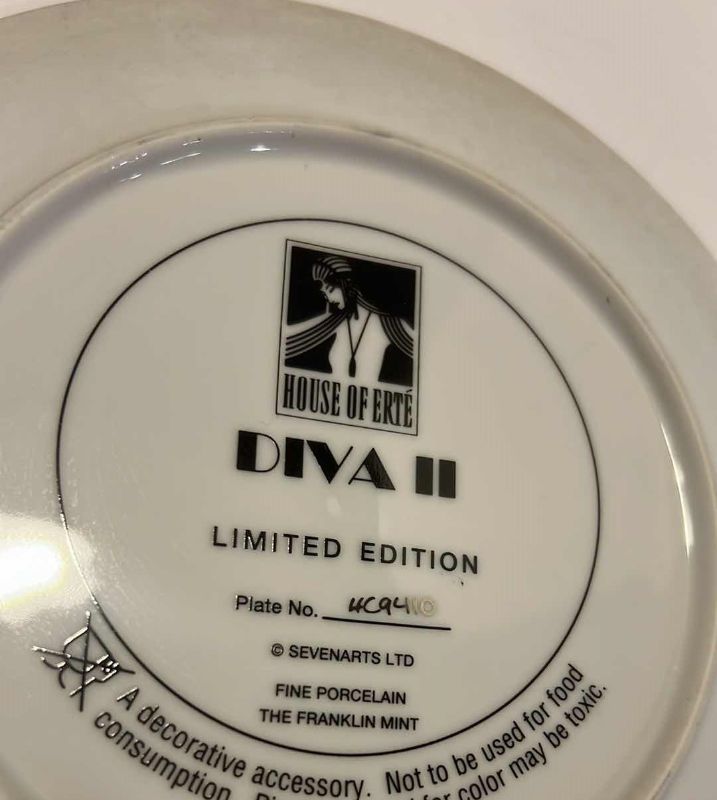 HOUSE OF ERTÉ
DIVA II
LIMITED EDITION
Plate No. HC9410
© SEVENARTS LTD
FINE PORCELAIN
THE FRANKLIN MINT
A decorative accessory. Not to be used for food
consumption. for color may be toxic.